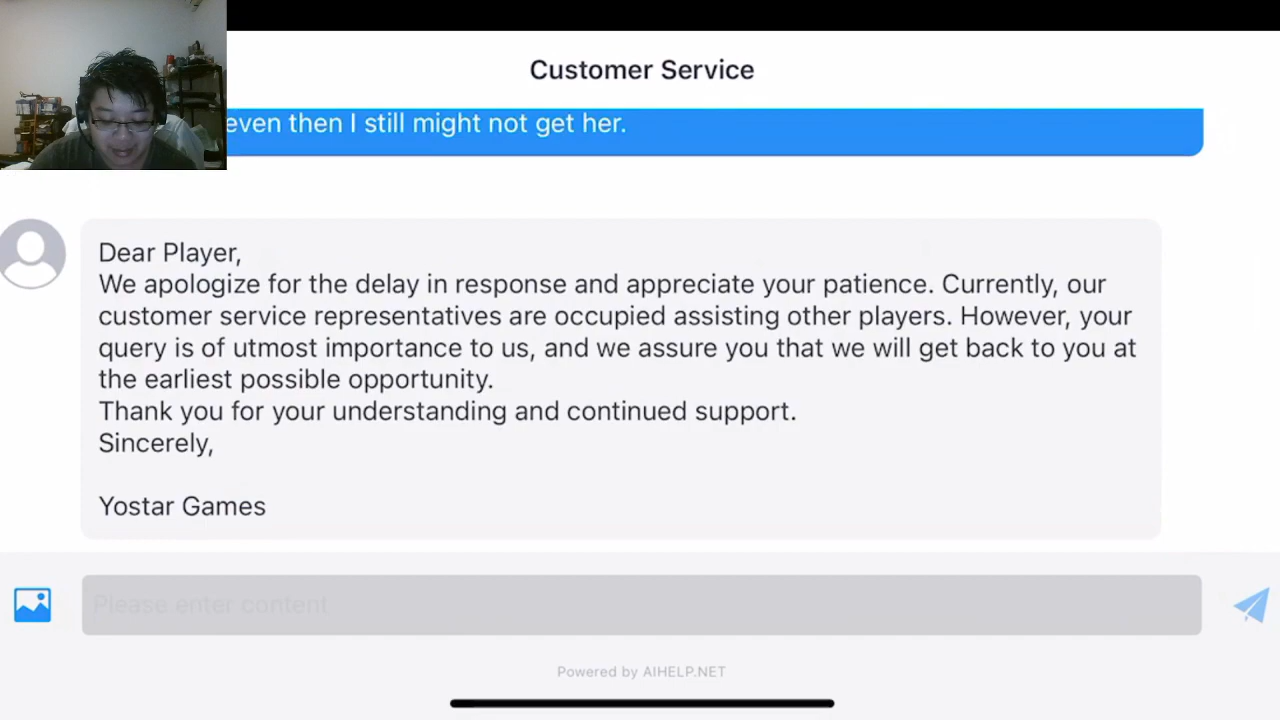 Customer Service
even then I still might not get her.
Dear Player,
We apologize for the delay in response and appreciate your patience. Currently, our
customer service representatives are occupied assisting other players. However, your
query is of utmost importance to us, and we assure you that we will get back to you at
the earliest possible opportunity.
Thank you for your understanding and continued support.
Sincerely,
Yostar Games
Please enter content
Powered by AIHELP.NET